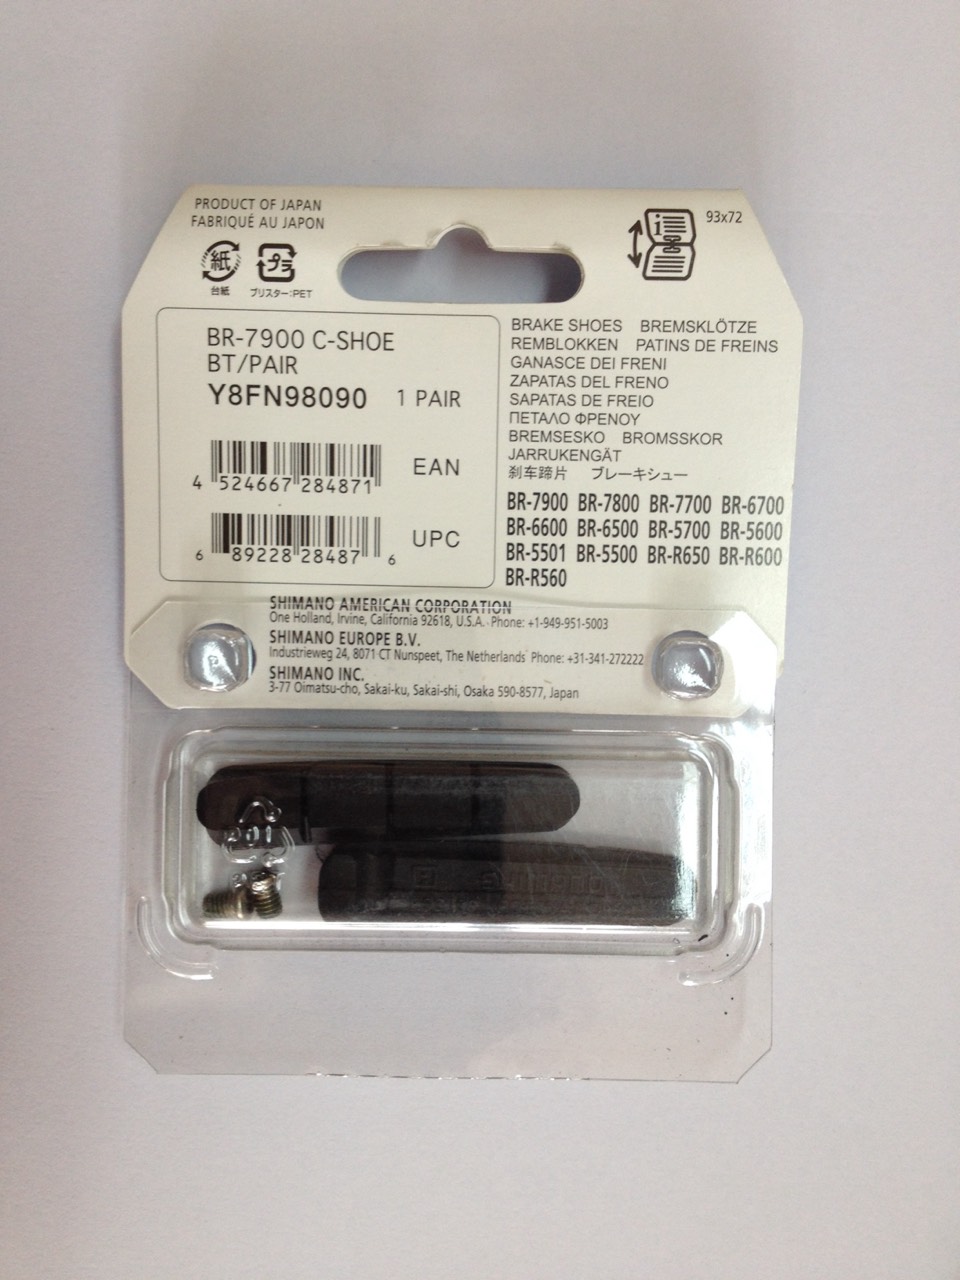 PRODUCT OF JAPAN
FABRIQUÉ AU JAPON
93x72
紙
プラ
台紙
ブリスター:PET
BR-7900 C-SHOE
BT/PAIR
Y8FN98090 1 PAIR
4 524667 284871
EAN
6 89228 28487 6
UPC
BRAKE SHOES BREMSKLÖTZE
REMBLOKKEN PATINS DE FREINS
GANASCE DEI FRENI
ZAPATAS DEL FRENO
SAPATAS DE FREIO
ΠΕΤΑΛΟ ΦΡΕΝΟΥ
BREMSESKO BROMSSKOR
JARRUKENGÄT
刹车蹄片 ブレーキシュー
BR-7900 BR-7800 BR-7700 BR-6700
BR-6600 BR-6500 BR-5700 BR-5600
BR-5501 BR-5500 BR-R650 BR-R600
BR-R560
SHIMANO AMERICAN CORPORATION
One Holland, Irvine, California 92618, U.S.A. Phone: +1-949-951-5003
SHIMANO EUROPE B.V.
Industrieweg 24, 8071 CT Nunspeet, The Netherlands Phone: +31-341-272222
SHIMANO INC.
3-77 Oimatsu-cho, Sakai-ku, Sakai-shi, Osaka 590-8577, Japan
SHIMANO